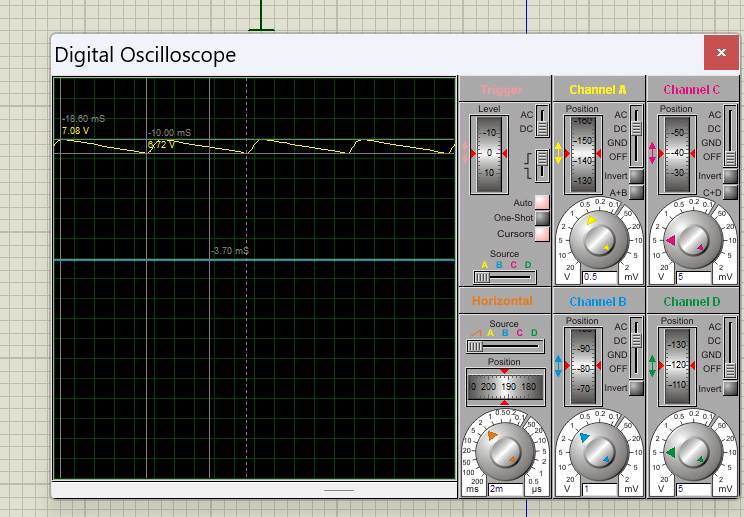 Digital Oscilloscope
×
-18.60 mS
7.08 V
-10.00 mS
6.72 V
-3.70 mS
Trigger
Level
-10
0
10
AC
DC
Auto
One-Shot
Cursors
Source
A B C D
Channel A
Position
-160
-150
-140
-130
AC
DC
GND
OFF
Invert
A+B
1 0.5 0.2 0.1
2 50
5 20
10 10
20 5
2
V 0.5 mV
Channel C
Position
-50
-40
-30
AC
DC
GND
OFF
Invert
C+D
1 0.5 0.2 0.1
2 50
5 20
10 10
20 5
2
V 5 mV
Horizontal
Source
A B C D
Position
0 200 190 180
1 0.5 0.2 0.1
2 50
5 20
10 10
20 5
50 2
100 1
200 0.5
ms 2m µs
Channel B
Position
-90
-80
-70
AC
DC
GND
OFF
Invert
1 0.5 0.2 0.1
2 50
5 20
10 10
20 5
2
V 1 mV
Channel D
Position
-130
-120
-110
AC
DC
GND
OFF
Invert
1 0.5 0.2 0.1
2 50
5 20
10 10
20 5
2
V 5 mV